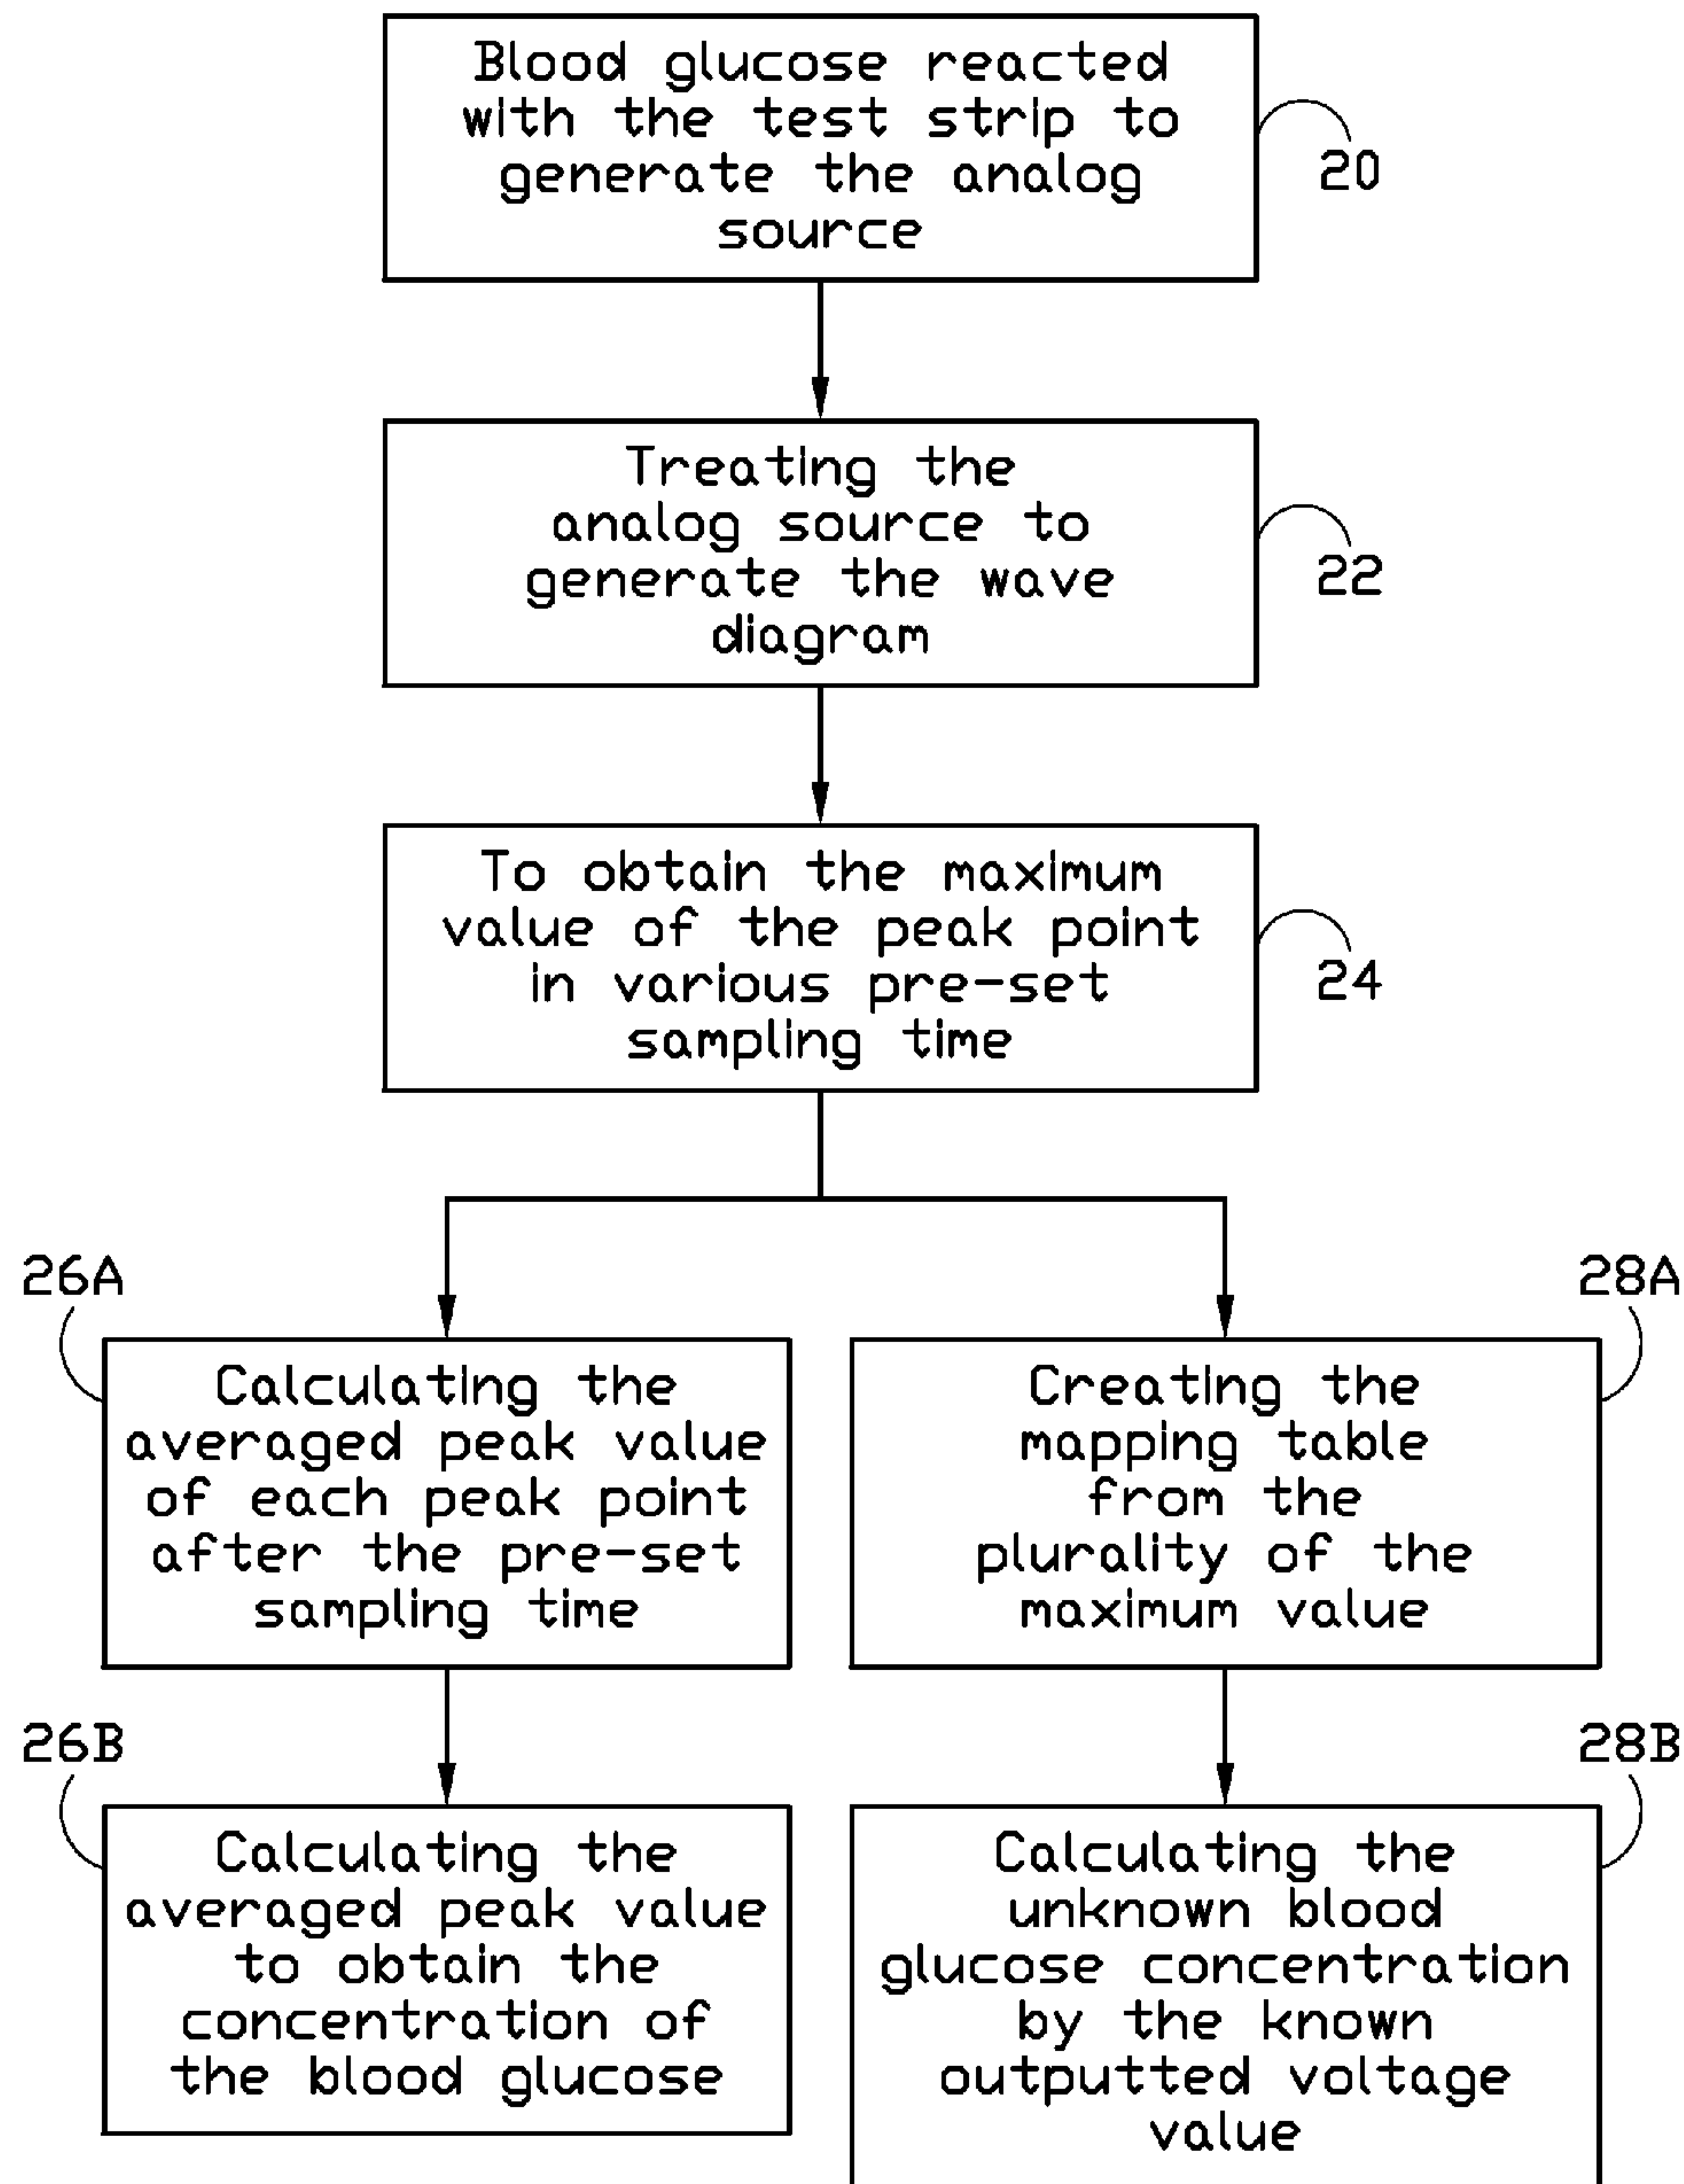 Blood glucose reacted
with the test strip to
generate the analog
source
20
Treating the
analog source to
generate the wave
diagram
22
To obtain the maximum
value of the peak point
in various pre-set
sampling time
24
26A
Calculating the
averaged peak value
of each peak point
after the pre-set
sampling time
28A
Creating the
mapping table
from the
plurality of the
maximum value
26B
Calculating the
averaged peak value
to obtain the
concentration of
the blood glucose
28B
Calculating the
unknown blood
glucose concentration
by the known
outputted voltage
value